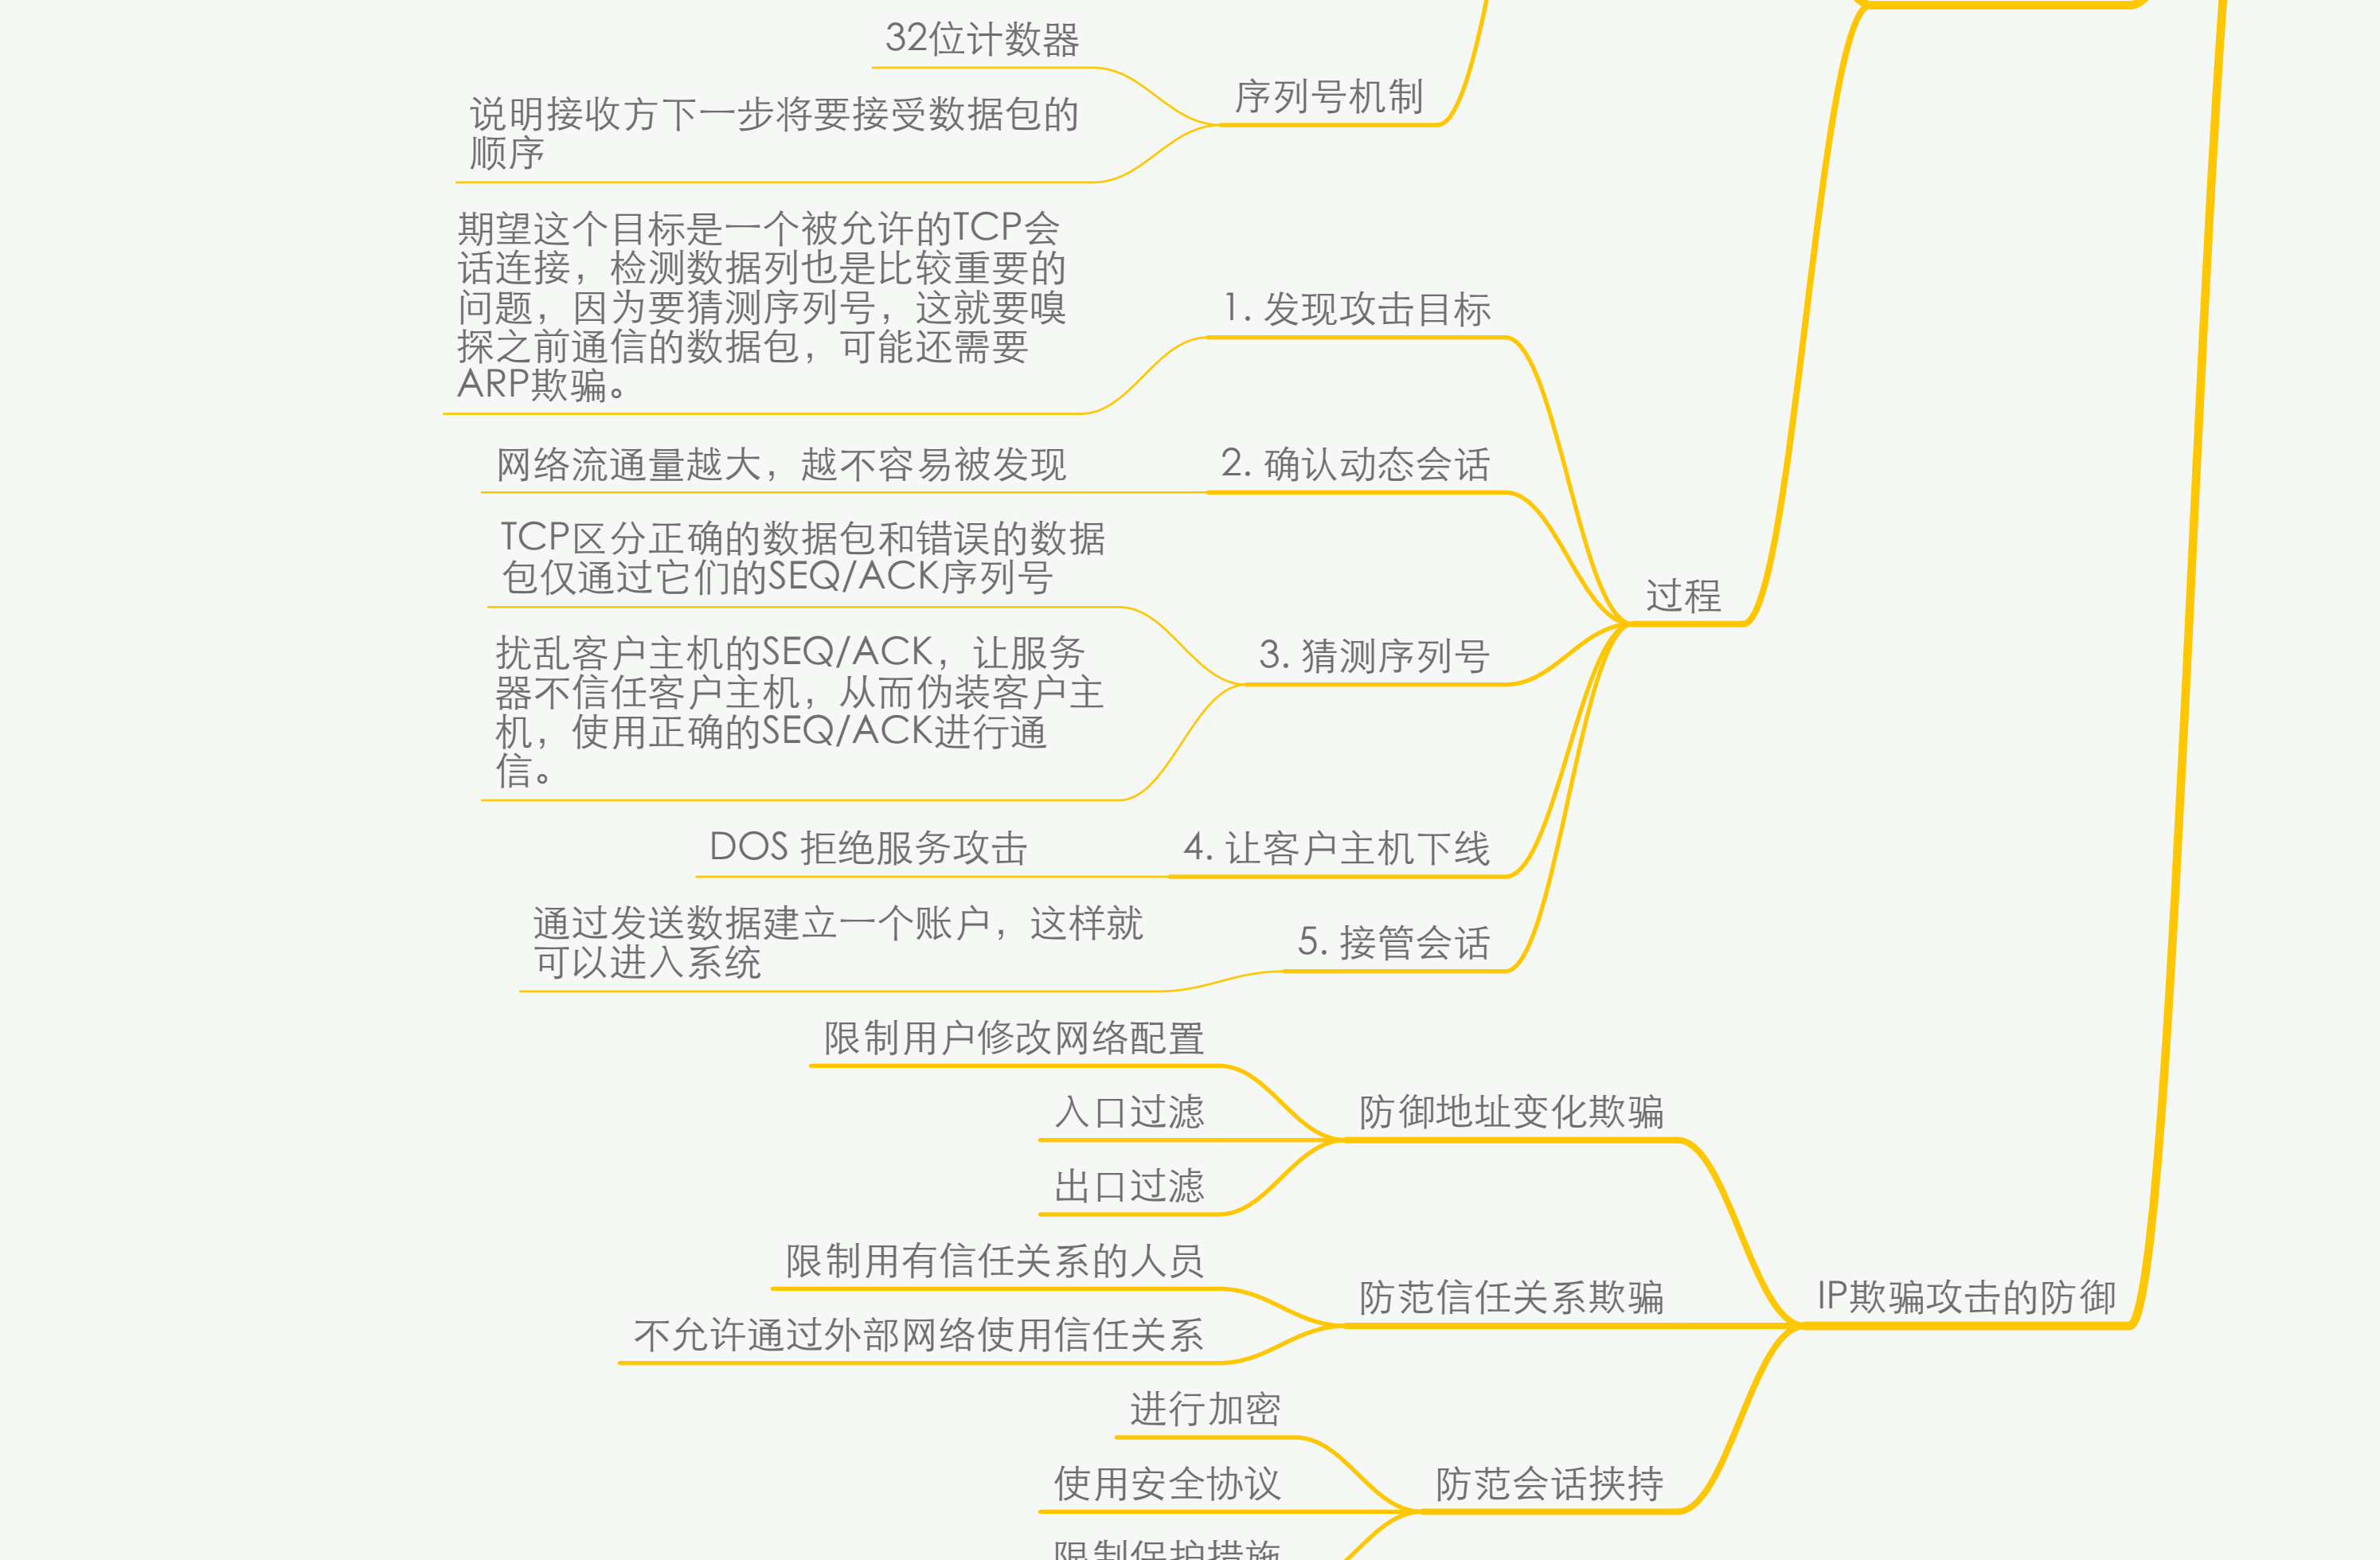 32位计数器
序列号机制
说明接收方下一步将要接受数据包的
顺序
期望这个目标是一个被允许的TCP会
话连接，检测数据列也是比较重要的
问题，因为要猜测序列号，这就要嗅
探之前通信的数据包，可能还需要
ARP欺骗。
1. 发现攻击目标
网络流通量越大，越不容易被发现
2. 确认动态会话
TCP区分正确的数据包和错误的数据
包仅通过它们的SEQ/ACK序列号
过程
扰乱客户主机的SEQ/ACK，让服务
器不信任客户主机，从而伪装客户主
机，使用正确的SEQ/ACK进行通
信。
3. 猜测序列号
DOS 拒绝服务攻击
4. 让客户主机下线
通过发送数据建立一个账户，这样就
可以进入系统
5. 接管会话
限制用户修改网络配置
入口过滤
防御地址变化欺骗
出口过滤
限制用有信任关系的人员
防范信任关系欺骗
IP欺骗攻击的防御
不允许通过外部网络使用信任关系
进行加密
使用安全协议
防范会话挟持
限制保护措施